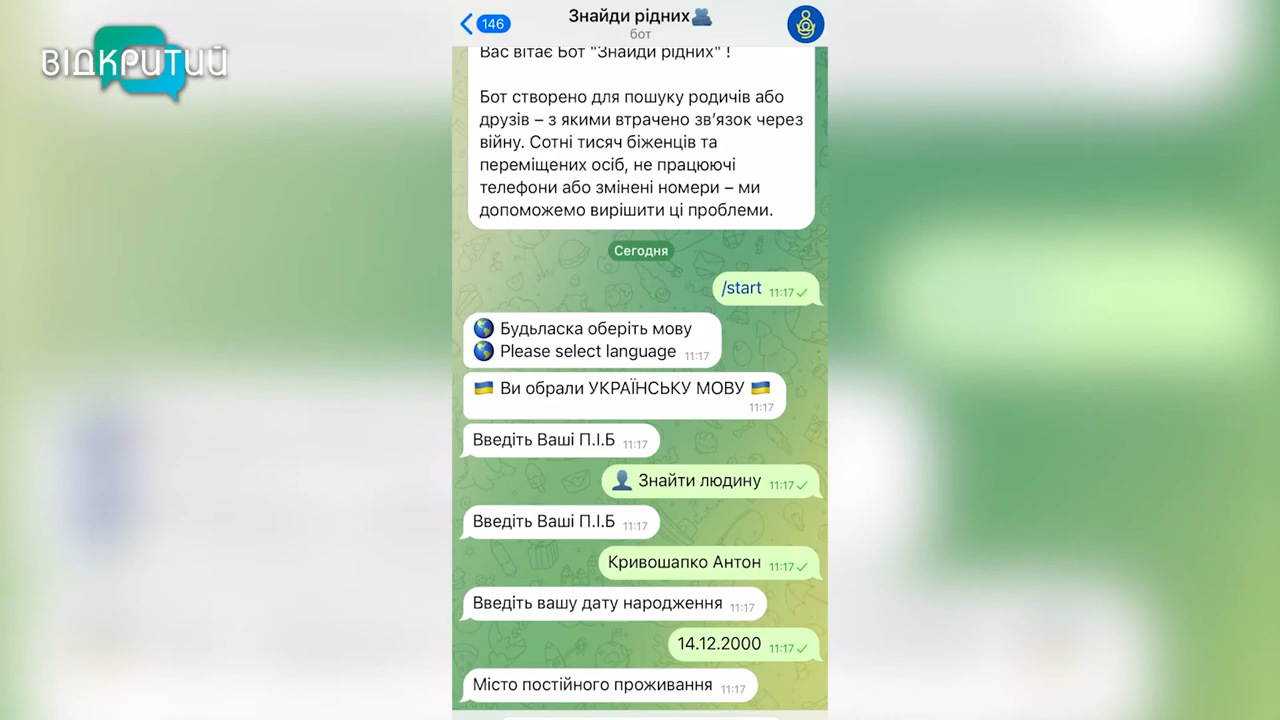 ВІДКРИТИЙ
146
Знайди рідних
бот
Вас вітає Бот "Знайди рідних" !
Бот створено для пошуку родичів або
друзів – з якими втрачено зв’язок через
війну. Сотні тисяч біженців та
переміщених осіб, не працюючі
телефони або змінені номери – ми
допоможемо вирішити ці проблеми.
Сегодня
/start 11:17
Будьласка оберіть мову
Please select language 11:17
Ви обрали УКРАЇНСЬКУ МОВУ
11:17
Введіть Ваші П.І.Б 11:17
Знайти людину 11:17
Введіть Ваші П.І.Б 11:17
Кривошапко Антон 11:17
Введіть вашу дату народження 11:17
14.12.2000 11:17
Місто постійного проживання 11:17